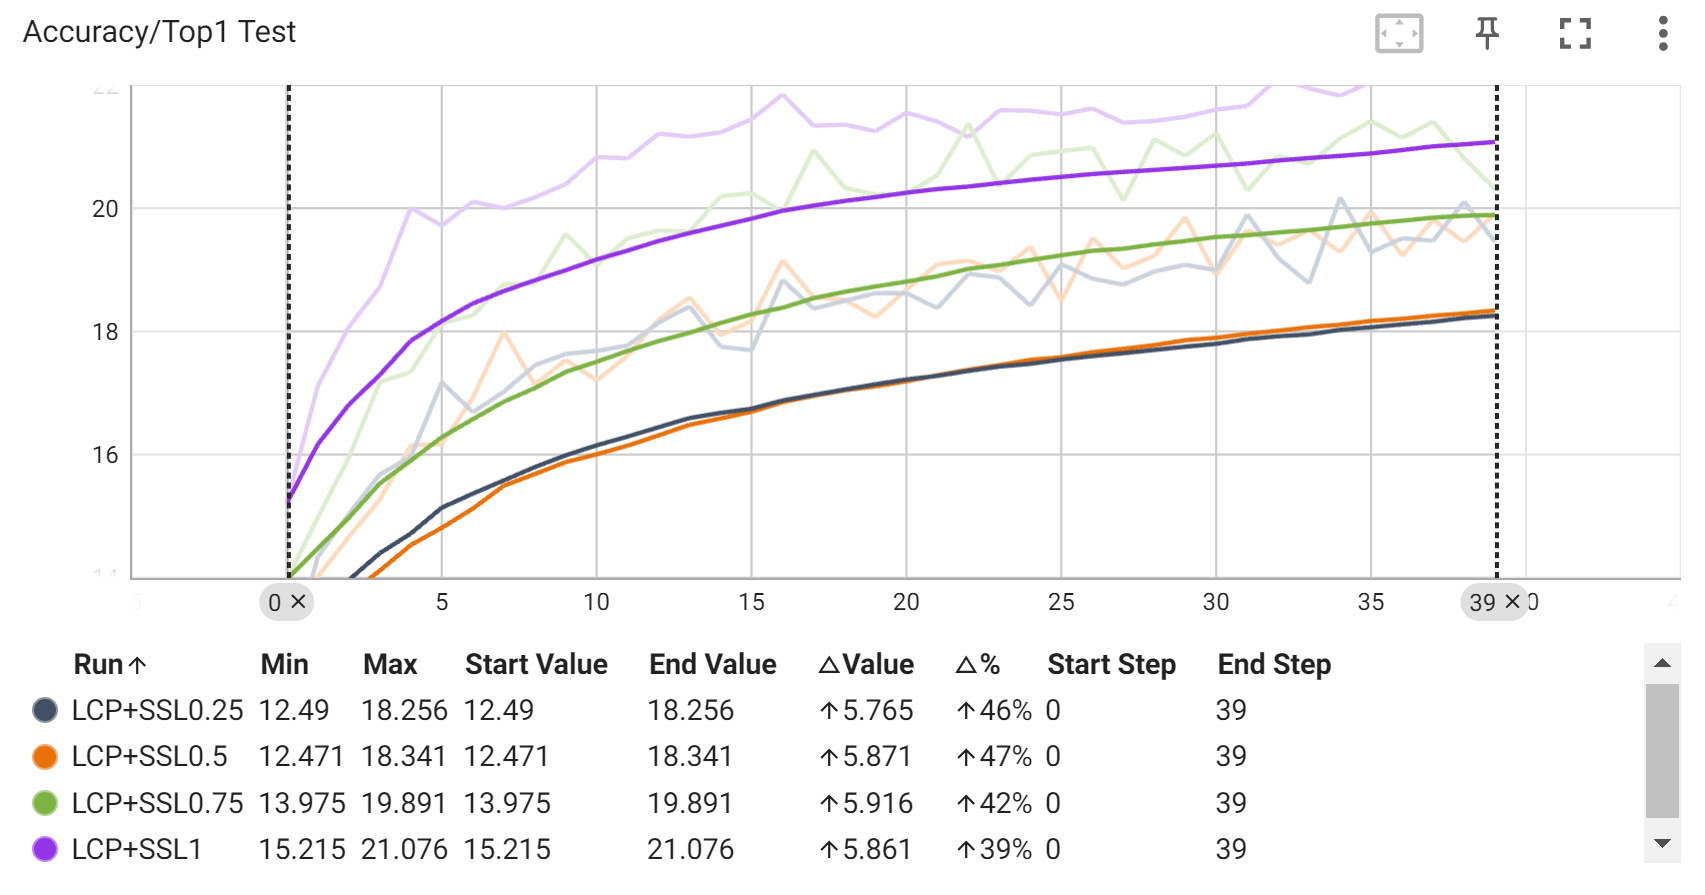 Accuracy/Top1 Test
22
20
18
16
14
0 × 5 10 15 20 25 30 35 39 × 0
Run↑ Min Max Start Value End Value △Value △% Start Step End Step
LCP+SSL0.25 12.49 18.256 12.49 18.256 ↑5.765 ↑46% 0 39
LCP+SSL0.5 12.471 18.341 12.471 18.341 ↑5.871 ↑47% 0 39
LCP+SSL0.75 13.975 19.891 13.975 19.891 ↑5.916 ↑42% 0 39
LCP+SSL1 15.215 21.076 15.215 21.076 ↑5.861 ↑39% 0 39